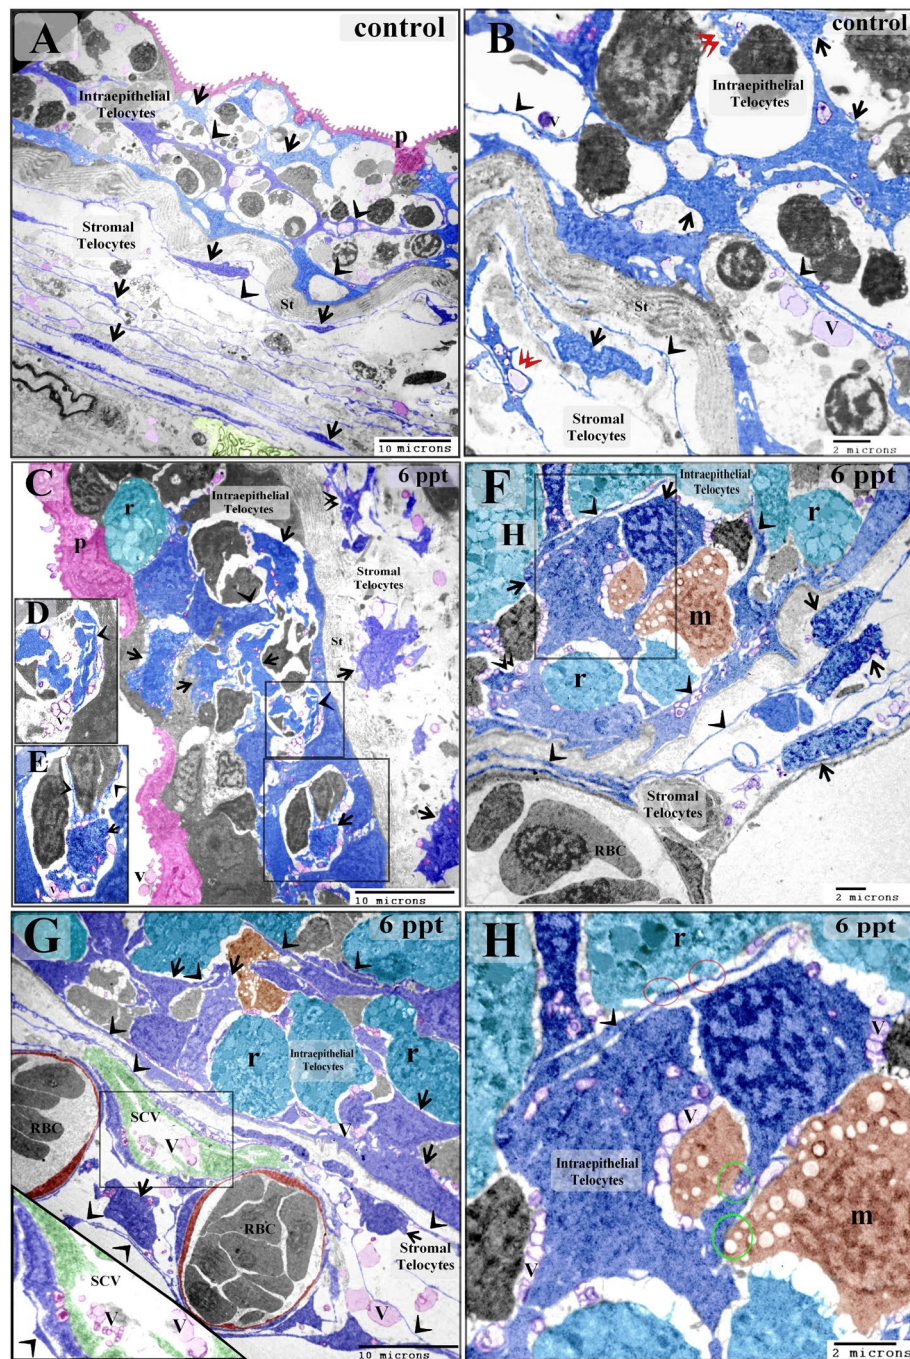 A
control
Intraepithelial
Telocytes
p
Stromal
Telocytes
St
10 microns
B
control
Intraepithelial
Telocytes
V
St
V
Stromal
Telocytes
2 microns
C
6 ppt
r
Intraepithelial
Telocytes
p
Stromal
Telocytes
St
D
V
E
V
V
10 microns
F
6 ppt
Intraepithelial
Telocytes
H
r
m
r
Stromal
Telocytes
RBC
2 microns
G
6 ppt
r
Intraepithelial
Telocytes
r
RBC
SCV
V
V
RBC
Stromal
Telocytes
SCV
V
V
V
10 microns
H
6 ppt
r
V
V
Intraepithelial
Telocytes
m
V
2 microns